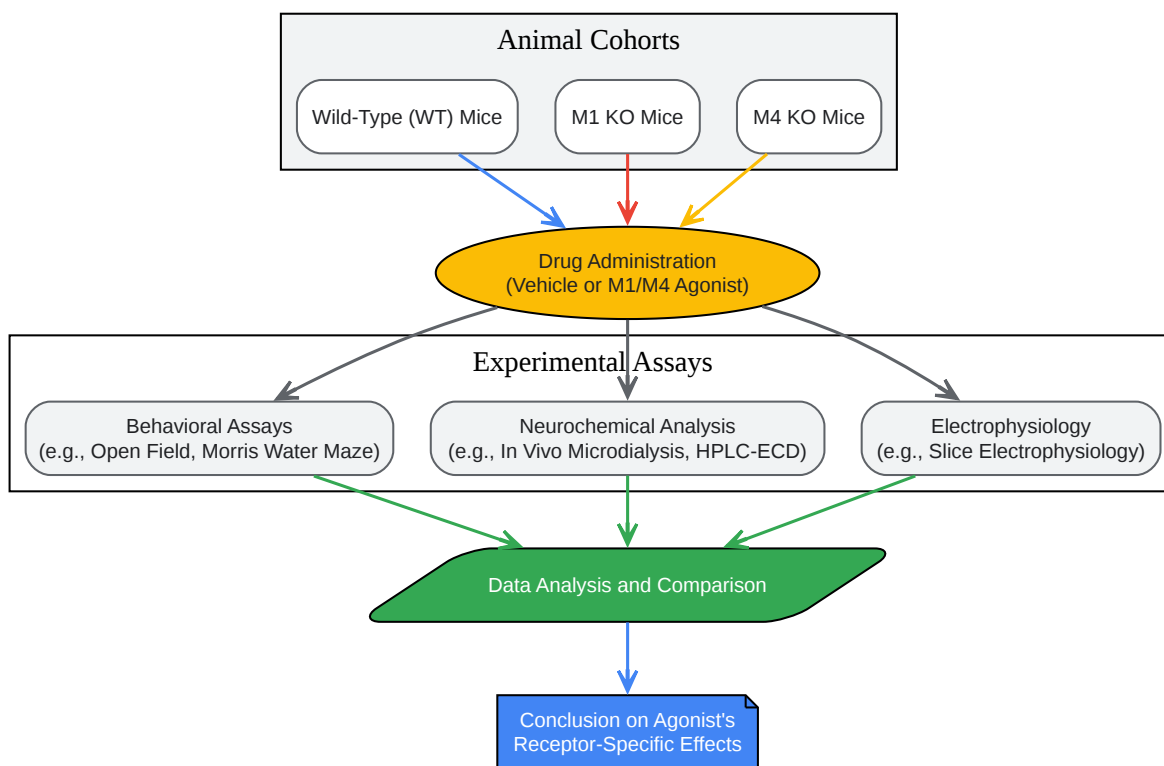 Animal Cohorts
Wild-Type (WT) Mice
M1 KO Mice
M4 KO Mice
Drug Administration
(Vehicle or M1/M4 Agonist)
Experimental Assays
Behavioral Assays
(e.g., Open Field, Morris Water Maze)
Neurochemical Analysis
(e.g., In Vivo Microdialysis, HPLC-ECD)
Electrophysiology
(e.g., Slice Electrophysiology)
Data Analysis and Comparison
Conclusion on Agonist's
Receptor-Specific Effects